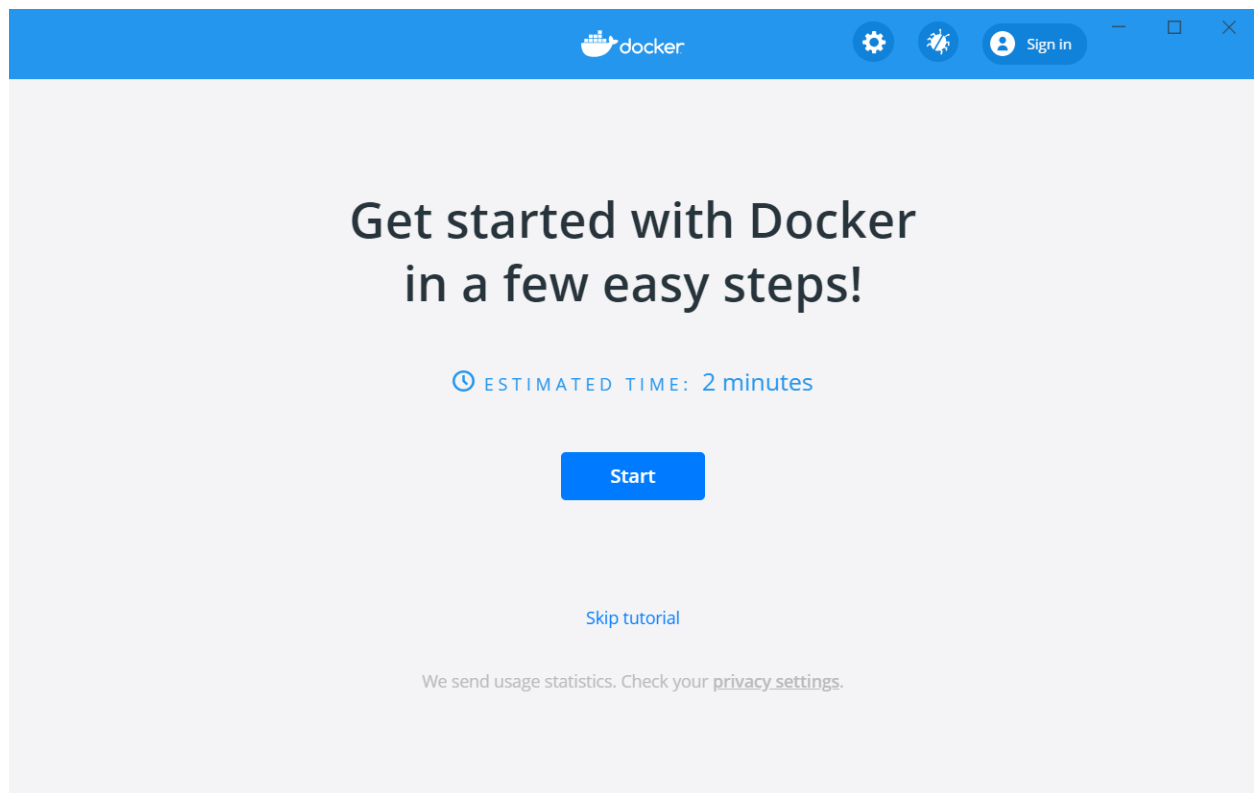 docker
Sign in
Get started with Docker
in a few easy steps!
ESTIMATED TIME: 2 minutes
Start
Skip tutorial
We send usage statistics. Check your privacy settings.